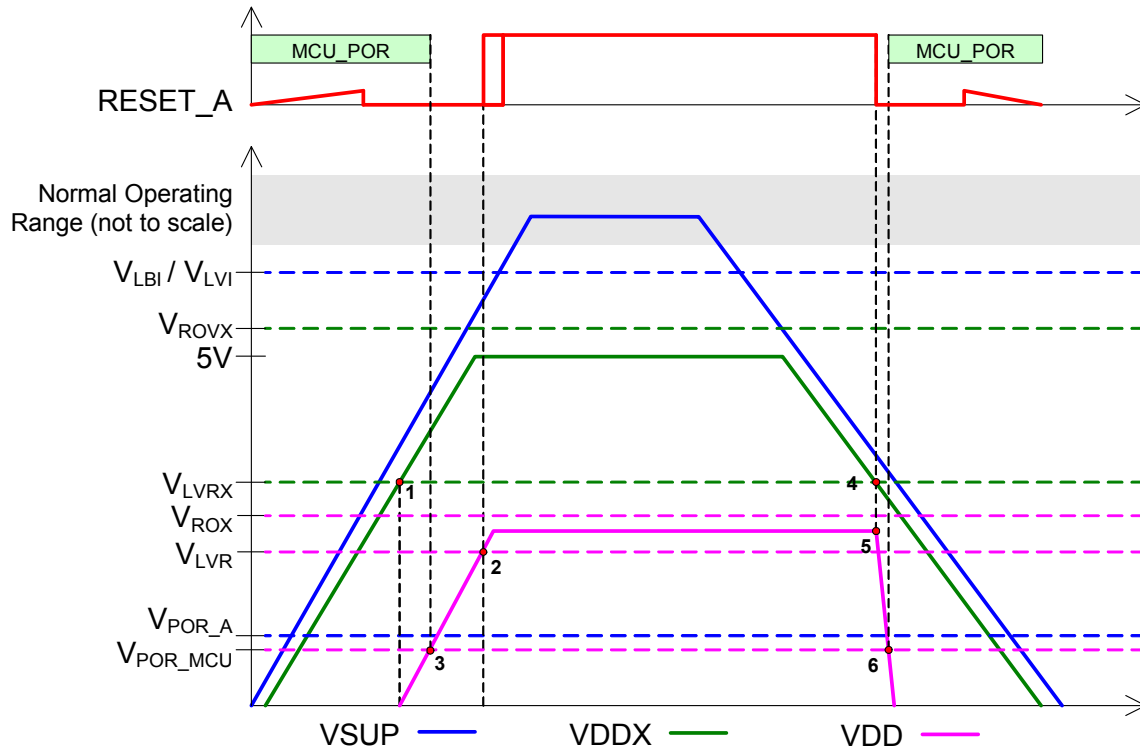 MCU_POR
MCU_POR
RESET_A
Normal Operating
Range (not to scale)
VLBI / VLVI
VROVX
5V
VLVRX
1
4
VROX
VLVR
2
5
VPOR_A
VPOR_MCU
3
6
VSUP
VDDX
VDD